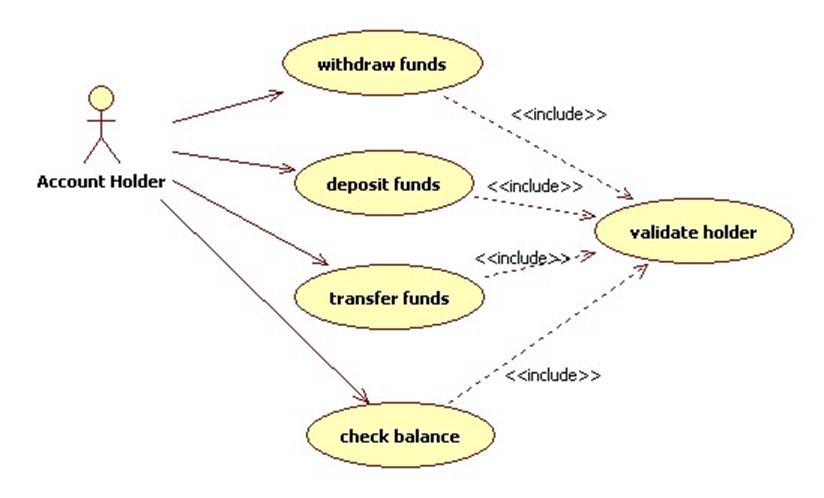 withdraw funds
<<include>>
Account Holder
deposit funds
<<include>>
validate holder
<<include>>
transfer funds
<<include>>
check balance